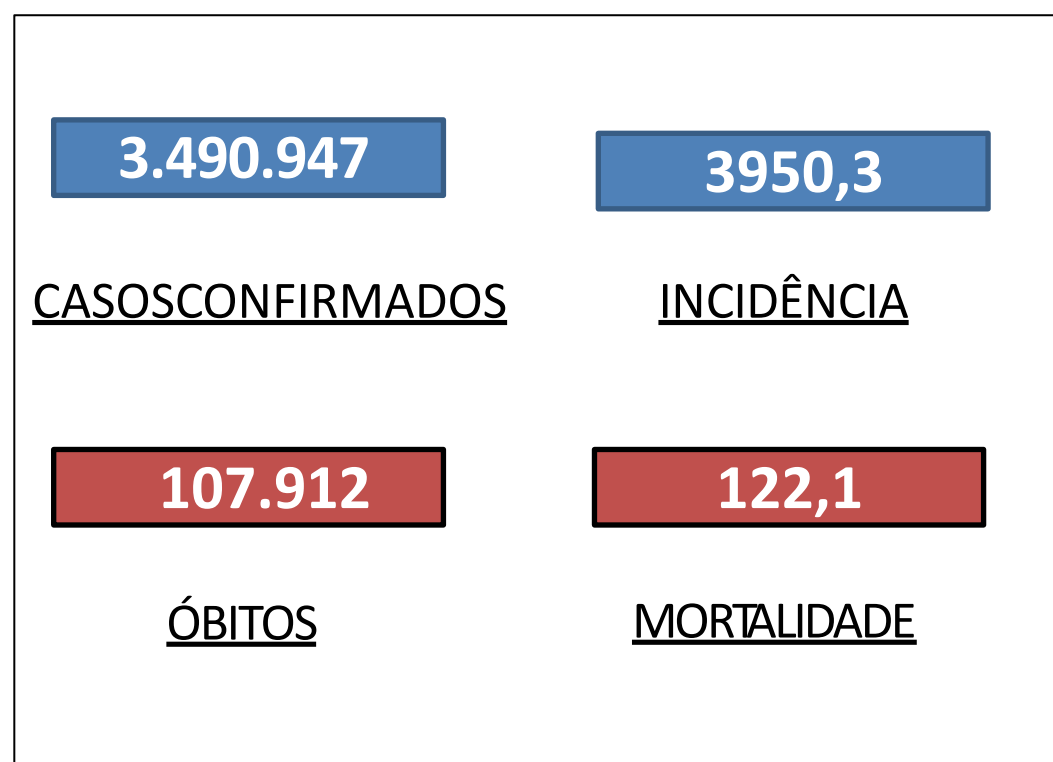 3.490.947
3950,3
CASOSCONFIRMADOS
INCIDÊNCIA
107.912
122,1
ÓBITOS
MORTALIDADE